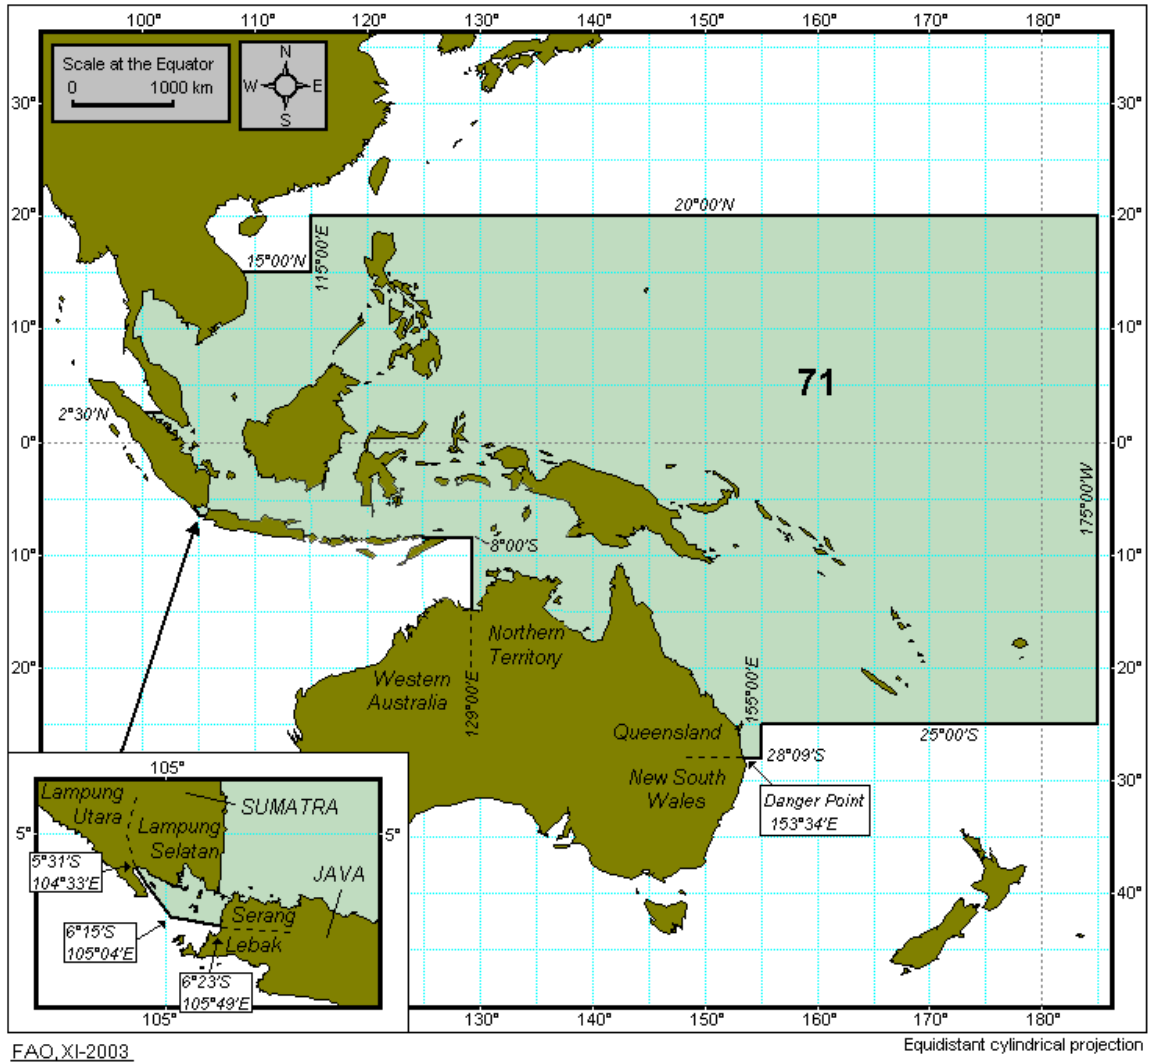 100° 110° 120° 130° 140° 150° 160° 170° 180°
Scale at the Equator
0 1000 km
N
W E
S
30° 30°
20° 20°00'N 20°
115°00'E
15°00'N
10° 10°
71
2°30'N
0° 0°
175°00'W
8°00'S
10° 10°
Northern
Territory
Western
Australia
129°00'E
155°00'E
20° 20°
Queensland
25°00'S
28°09'S
New South
Wales
30°
Danger Point
153°34'E
40°
105°
Lampung
Utara
SUMATRA
Lampung
Selatan
5° 5°
5°31'S
104°33'E
JAVA
Serang
6°15'S
105°04'E
Lebak
6°23'S
105°49'E
105°
130° 140° 150° 160° 170° 180°
FAO, XI-2003
Equidistant cylindrical projection